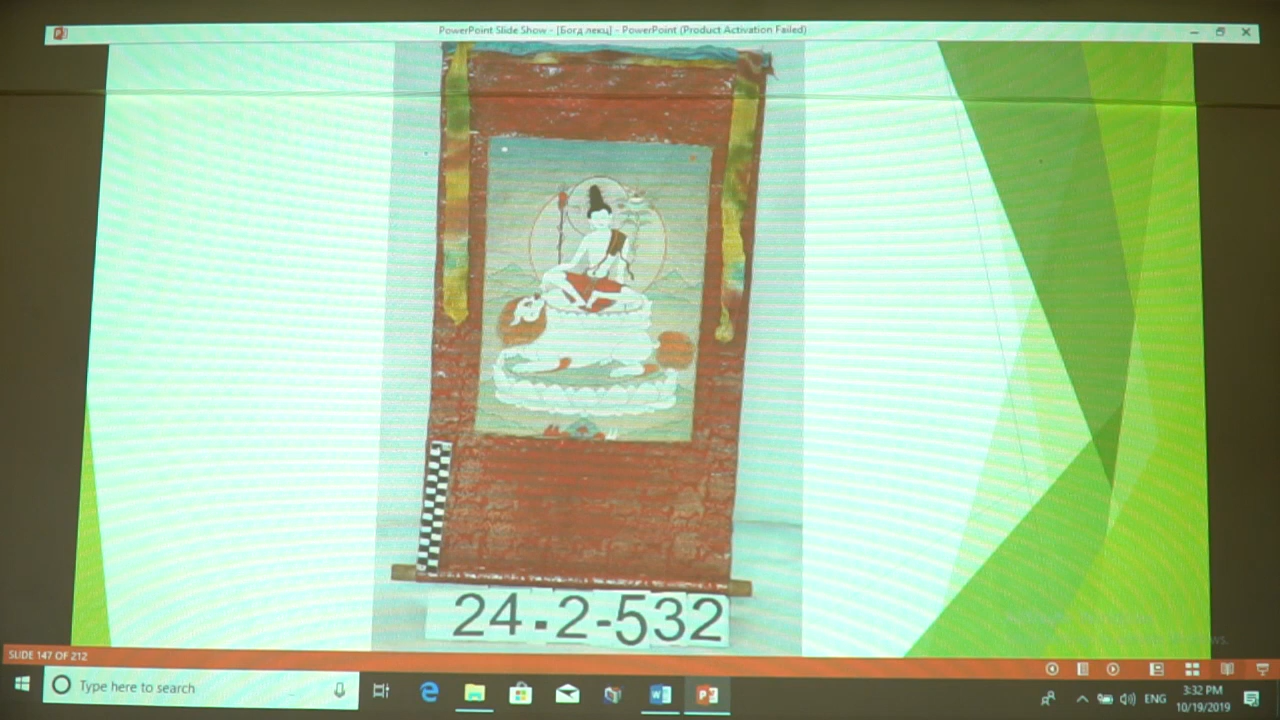 PowerPoint Slide Show - [Богд лекц] - PowerPoint (Product Activation Failed)
24-2-532
SLIDE 147 OF 212
Type here to search
ENG
3:32 PM
10/19/2019